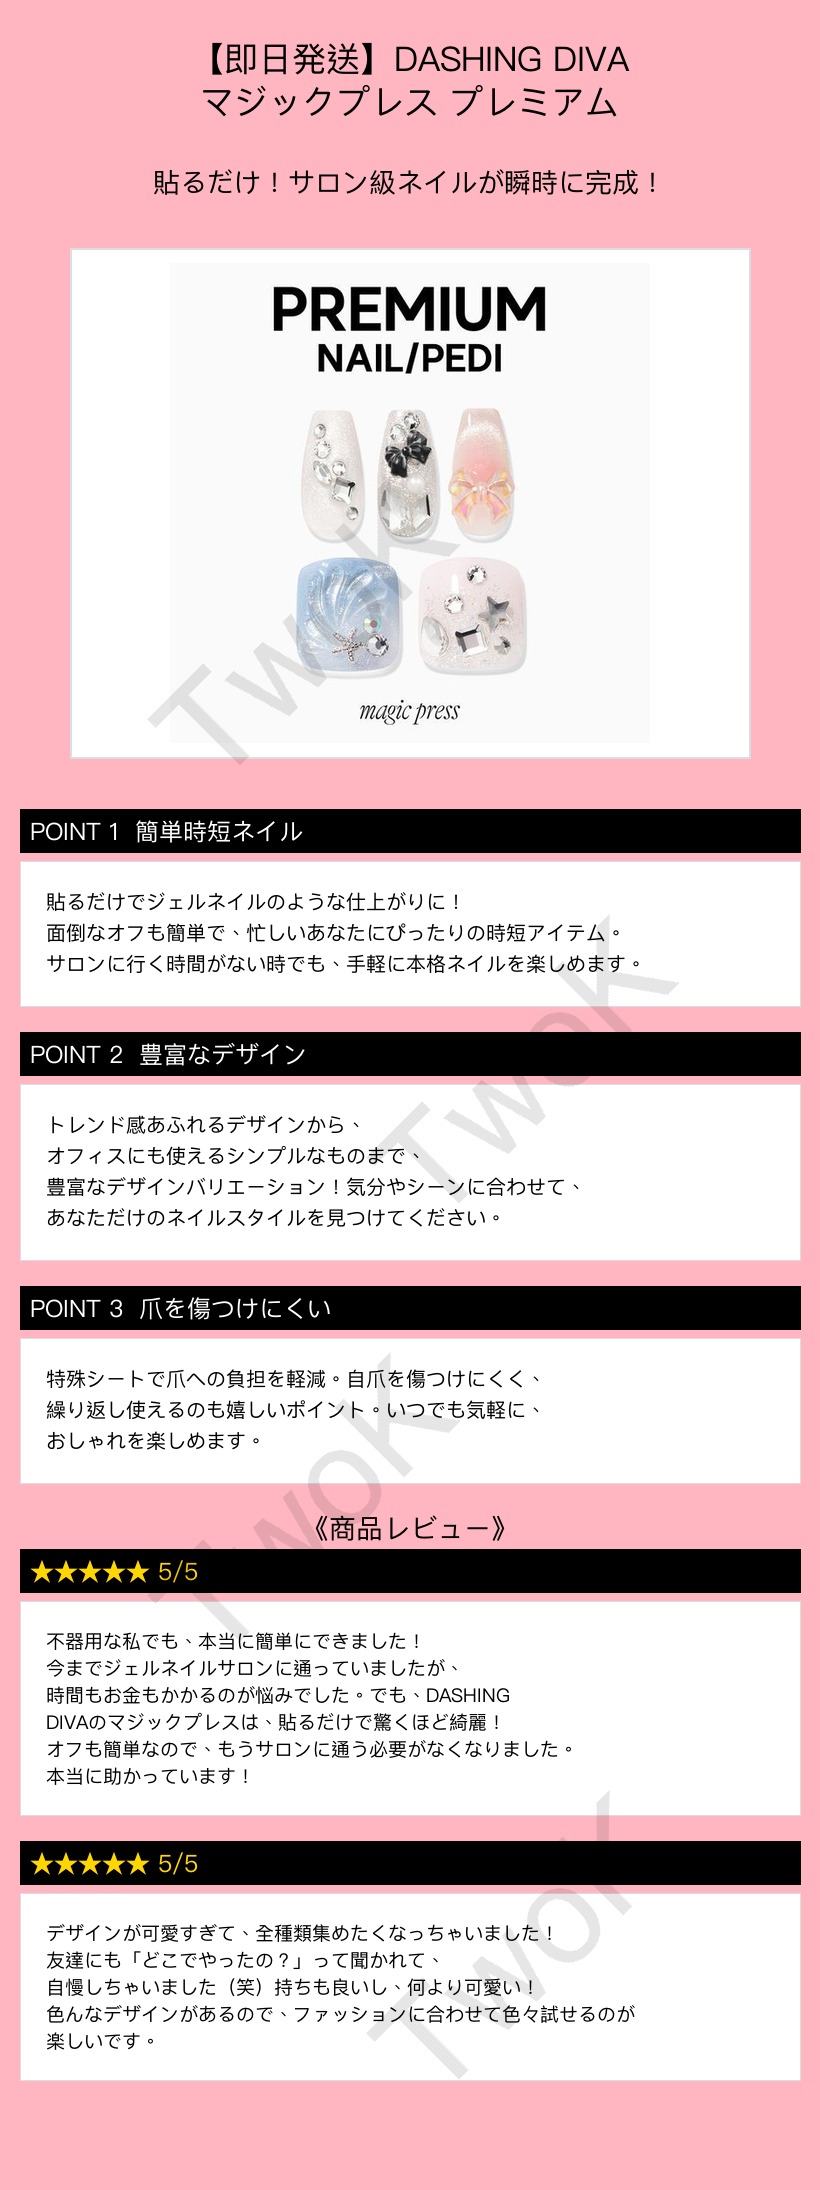 【即日発送】DASHING DIVA
マジックプレス プレミアム
貼るだけ！サロン級ネイルが瞬時に完成！
PREMIUM
NAIL/PEDI
magic press
POINT 1 簡単時短ネイル
貼るだけでジェルネイルのような仕上がりに！
面倒なオフも簡単で、忙しいあなたにぴったりの時短アイテム。
サロンに行く時間がない時でも、手軽に本格ネイルを楽しめます。
POINT 2 豊富なデザイン
トレンド感あふれるデザインから、
オフィスにも使えるシンプルなものまで、
豊富なデザインバリエーション！気分やシーンに合わせて、
あなただけのネイルスタイルを見つけてください。
POINT 3 爪を傷つけにくい
特殊シートで爪への負担を軽減。自爪を傷つけにくく、
繰り返し使えるのも嬉しいポイント。いつでも気軽に、
おしゃれを楽しめます。
《商品レビュー》
★★★★★ 5/5
不器用な私でも、本当に簡単にできました！
今までジェルネイルサロンに通っていましたが、
時間もお金もかかるのが悩みでした。でも、DASHING
DIVAのマジックプレスは、貼るだけで驚くほど綺麗！
オフも簡単なので、もうサロンに通う必要がなくなりました。
本当に助かっています！
★★★★★ 5/5
デザインが可愛すぎて、全種類集めたくなっちゃいました！
友達にも「どこでやったの？」って聞かれて、
自慢しちゃいました（笑）持ちも良いし、何より可愛い！
色んなデザインがあるので、ファッションに合わせて色々試せるのが
楽しいです。
TwoK
TwoK
TwoK
TwoK